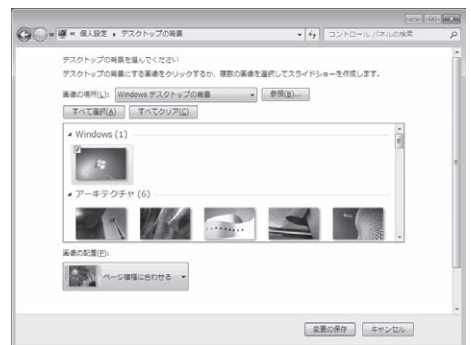 « 個人設定 ▸ デスクトップの背景
コントロール パネルの検索
デスクトップの背景を選んでください
デスクトップの背景にする画像をクリックするか、複数の画像を選択してスライドショーを作成します。
画像の場所(L): Windows デスクトップの背景 参照(B)...
すべて選択(A) すべてクリア(C)
Windows (1)
アーキテクチャ (6)
画像の配置(P):
ページ横幅に合わせる
変更の保存 キャンセル